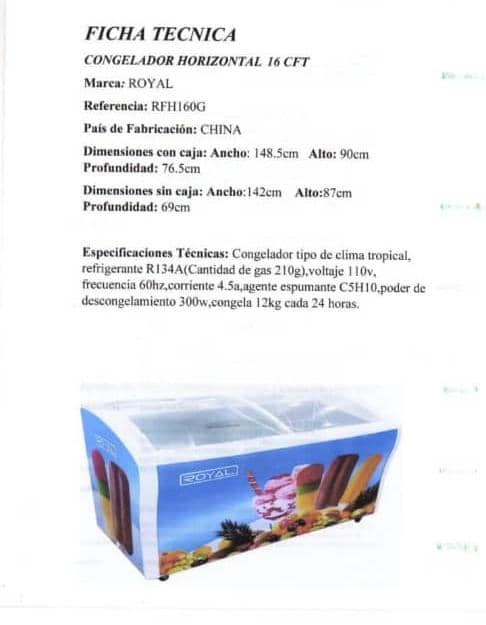 FICHA TECNICA
CONGELADOR HORIZONTAL 16 CFT
Marca: ROYAL
Referencia: RFH160G
País de Fabricación: CHINA
Dimensiones con caja: Ancho: 148.5cm Alto: 90cm
Profundidad: 76.5cm
Dimensiones sin caja: Ancho:142cm Alto:87cm
Profundidad: 69cm
Especificaciones Técnicas: Congelador tipo de clima tropical,
refrigerante R134A(Cantidad de gas 210g),voltaje 110v,
frecuencia 60hz,corriente 4.5a,agente espumante C5H10,poder de
descongelamiento 300w,congela 12kg cada 24 horas.
ROYAL
ROYAL